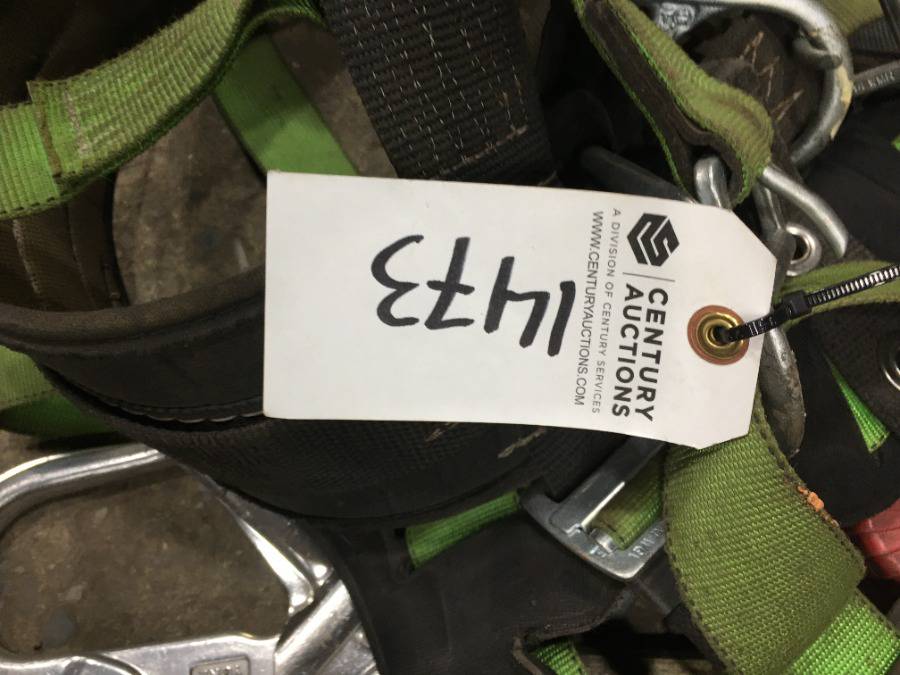 CENTURY
AUCTIONS
A DIVISION OF CENTURY SERVICES
WWW.CENTURYAUCTIONS.COM
1473